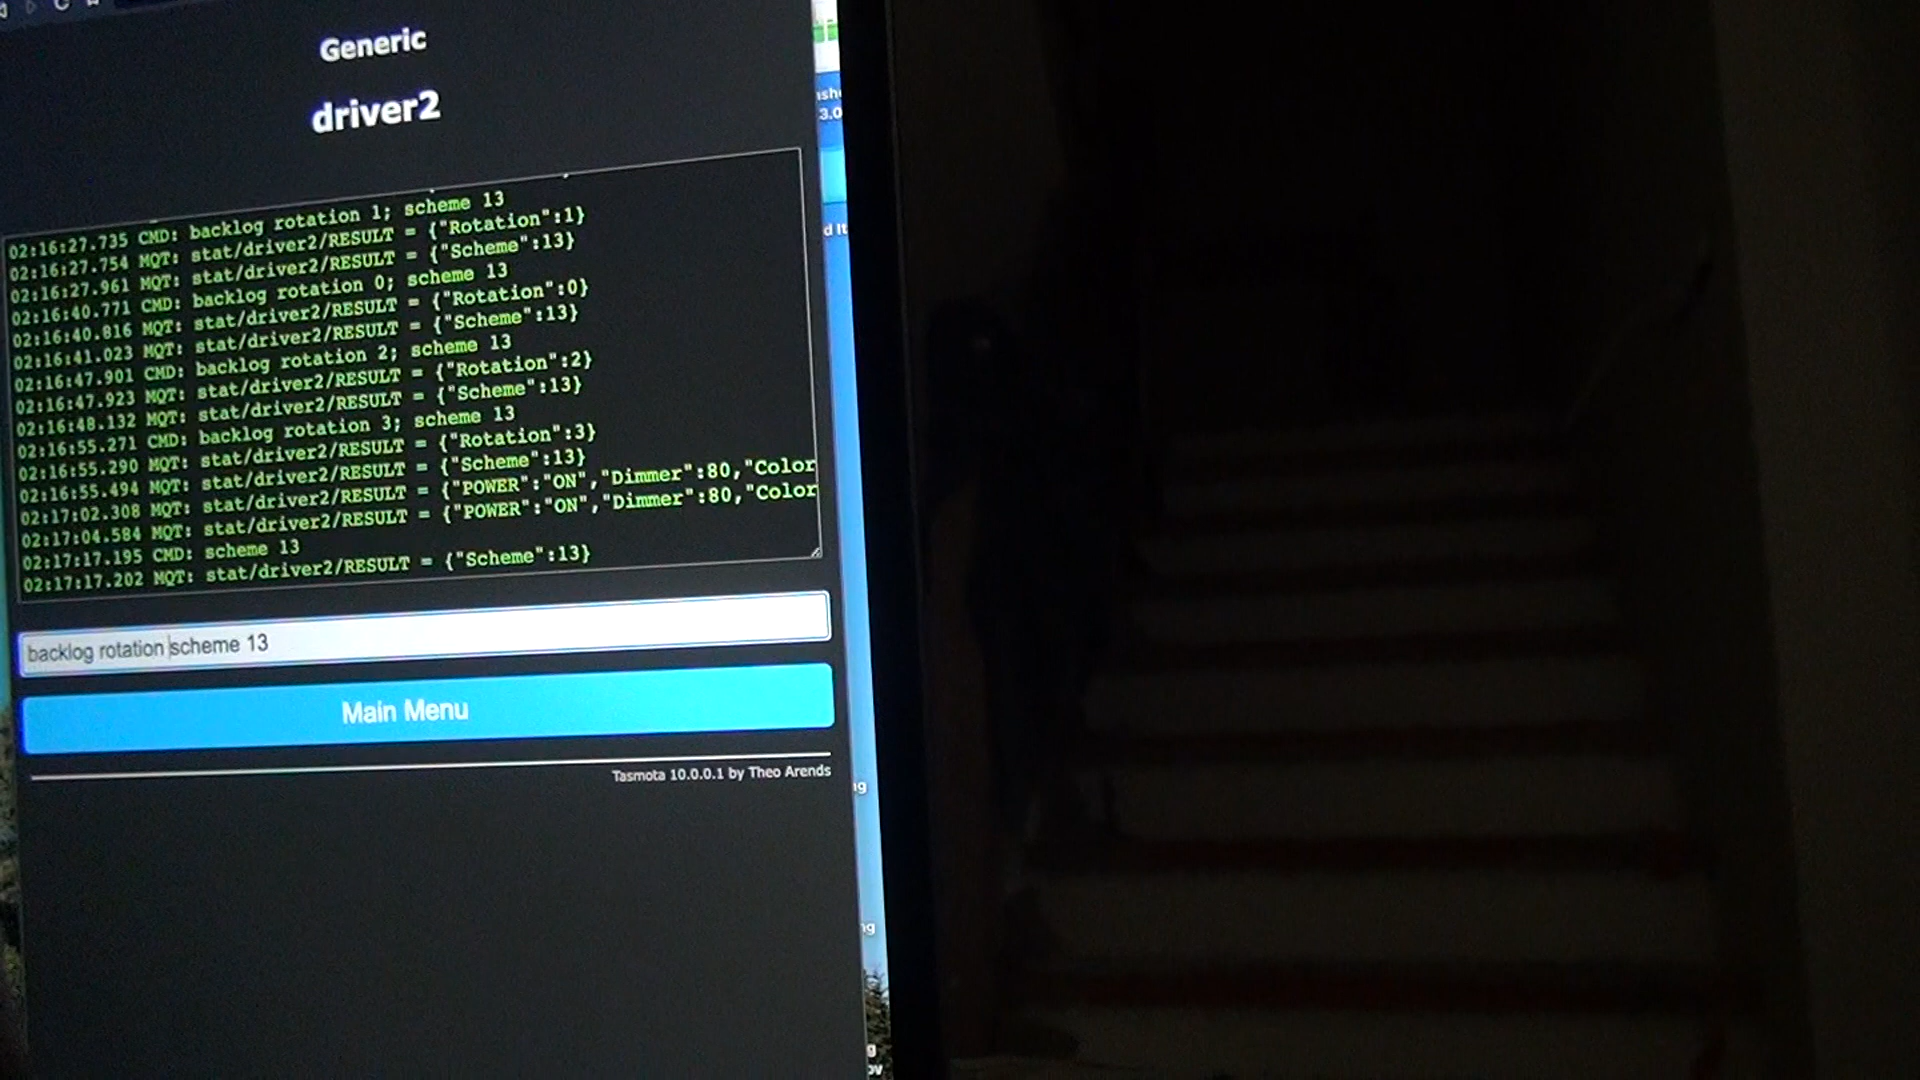 Generic
driver2
02:16:27.735 CMD: backlog rotation 1; scheme 13
02:16:27.754 MQT: stat/driver2/RESULT = {"Rotation":1}
02:16:27.961 MQT: stat/driver2/RESULT = {"Scheme":13}
02:16:40.771 CMD: backlog rotation 0; scheme 13
02:16:40.816 MQT: stat/driver2/RESULT = {"Rotation":0}
02:16:41.023 MQT: stat/driver2/RESULT = {"Scheme":13}
02:16:47.901 CMD: backlog rotation 2; scheme 13
02:16:47.923 MQT: stat/driver2/RESULT = {"Rotation":2}
02:16:48.132 MQT: stat/driver2/RESULT = {"Scheme":13}
02:16:55.271 CMD: backlog rotation 3; scheme 13
02:16:55.290 MQT: stat/driver2/RESULT = {"Rotation":3}
02:16:55.494 MQT: stat/driver2/RESULT = {"Scheme":13}
02:17:02.308 MQT: stat/driver2/RESULT = {"POWER":"ON","Dimmer":80,"Color
02:17:04.584 MQT: stat/driver2/RESULT = {"POWER":"ON","Dimmer":80,"Color
02:17:17.195 CMD: scheme 13
02:17:17.202 MQT: stat/driver2/RESULT = {"Scheme":13}
backlog rotation scheme 13
Main Menu
Tasmota 10.0.0.1 by Theo Arends
3.0